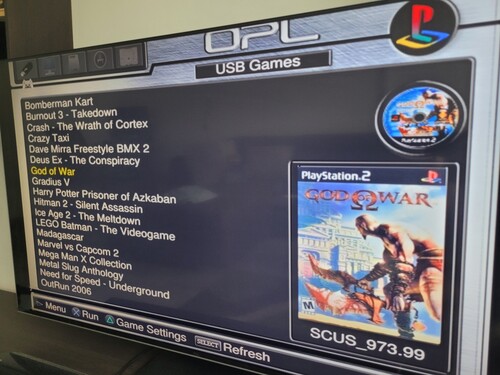 OPL
USB Games
Bomberman Kart
Burnout 3 - Takedown
Crash - The Wrath of Cortex
Crazy Taxi
Dave Mirra Freestyle BMX 2
Deus Ex - The Conspiracy
God of War
Gradius V
Harry Potter Prisoner of Azkaban
Hitman 2 - Silent Assassin
Ice Age 2 - The Meltdown
LEGO Batman - The Videogame
Madagascar
Marvel vs Capcom 2
Mega Man X Collection
Metal Slug Anthology
Need for Speed - Underground
OutRun 2006
PlayStation.2
GOD OF WAR
M
SCUS_973.99
Menu
Run
Game Settings
SELECT
Refresh